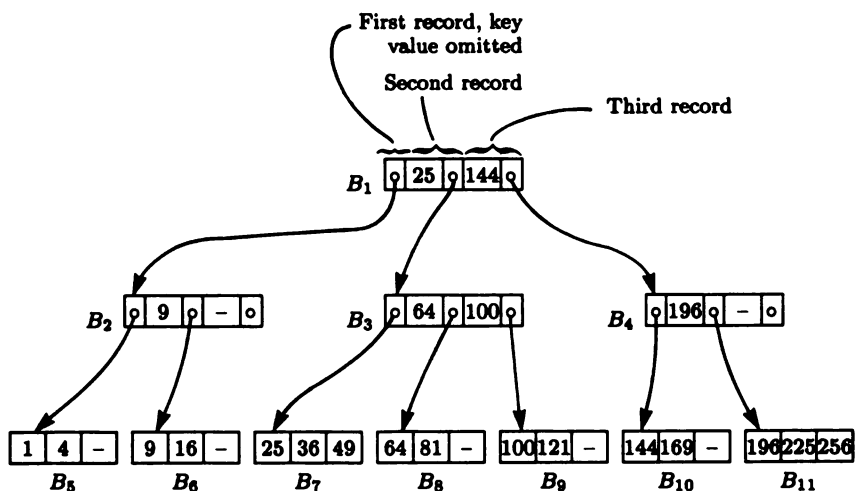 First record, key
value omitted
Second record
Third record
B1 25 144
B2 9 –
B3 64 100
B4 196 –
1 4 –
9 16 –
25 36 49
64 81 –
100 121 –
144 169 –
196 225 256
B5 B6 B7 B8 B9 B10 B11